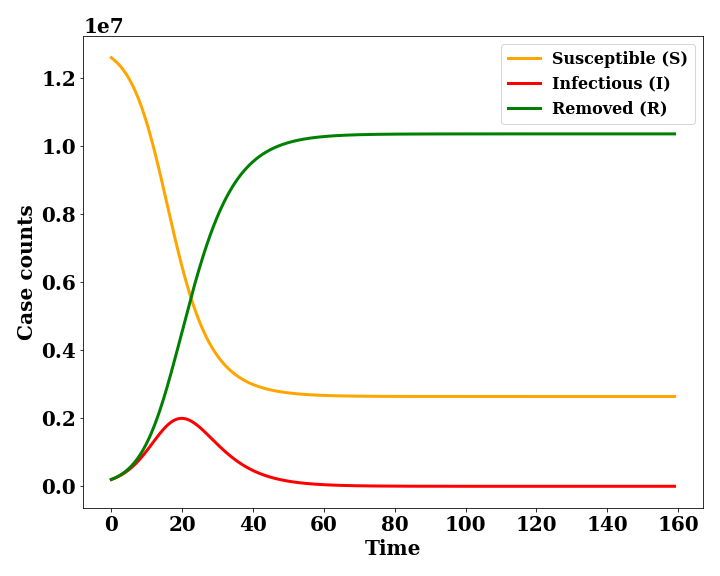 1e7
Susceptible (S)
Infectious (I)
Removed (R)
1.2
1.0
0.8
0.6
0.4
0.2
0.0
Case counts
0 20 40 60 80 100 120 140 160
Time